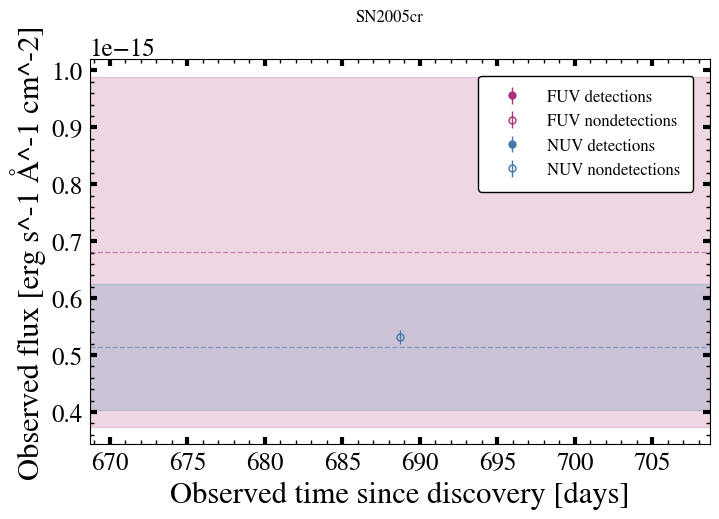 SN2005cr
1e−15
1.0
0.9
0.8
0.7
0.6
0.5
0.4
Observed flux [erg s^-1 Å^-1 cm^-2]
FUV detections
FUV nondetections
NUV detections
NUV nondetections
670 675 680 685 690 695 700 705
Observed time since discovery [days]